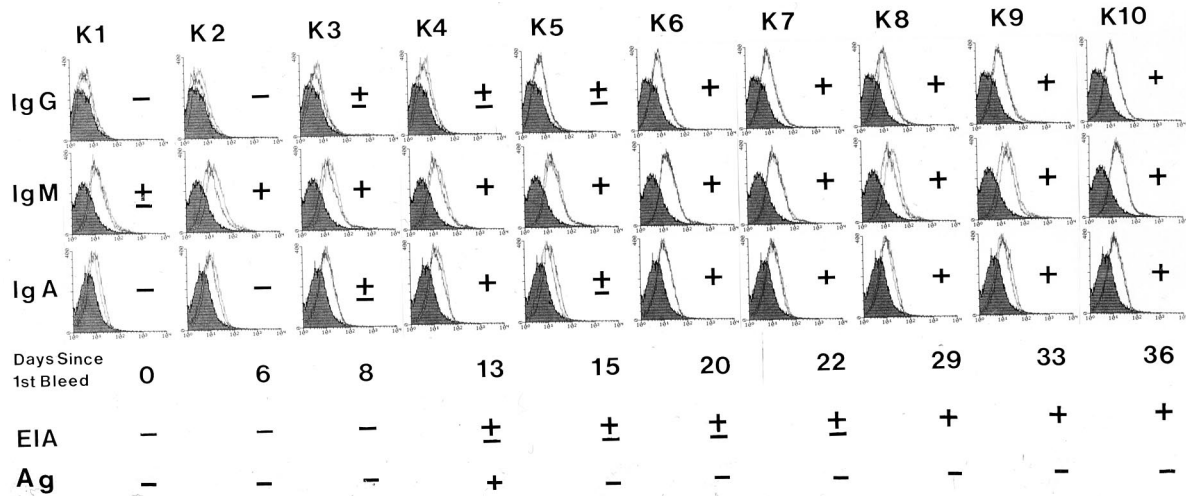 K1 K2 K3 K4 K5 K6 K7 K8 K9 K10
IgG − − ± ± ± + + + + +
IgM ± + + + + + + + + +
IgA − − ± + ± + + + + +
Days Since
1st Bleed 0 6 8 13 15 20 22 29 33 36
EIA − − − ± ± ± ± + + +
Ag − − − + − − − − − −